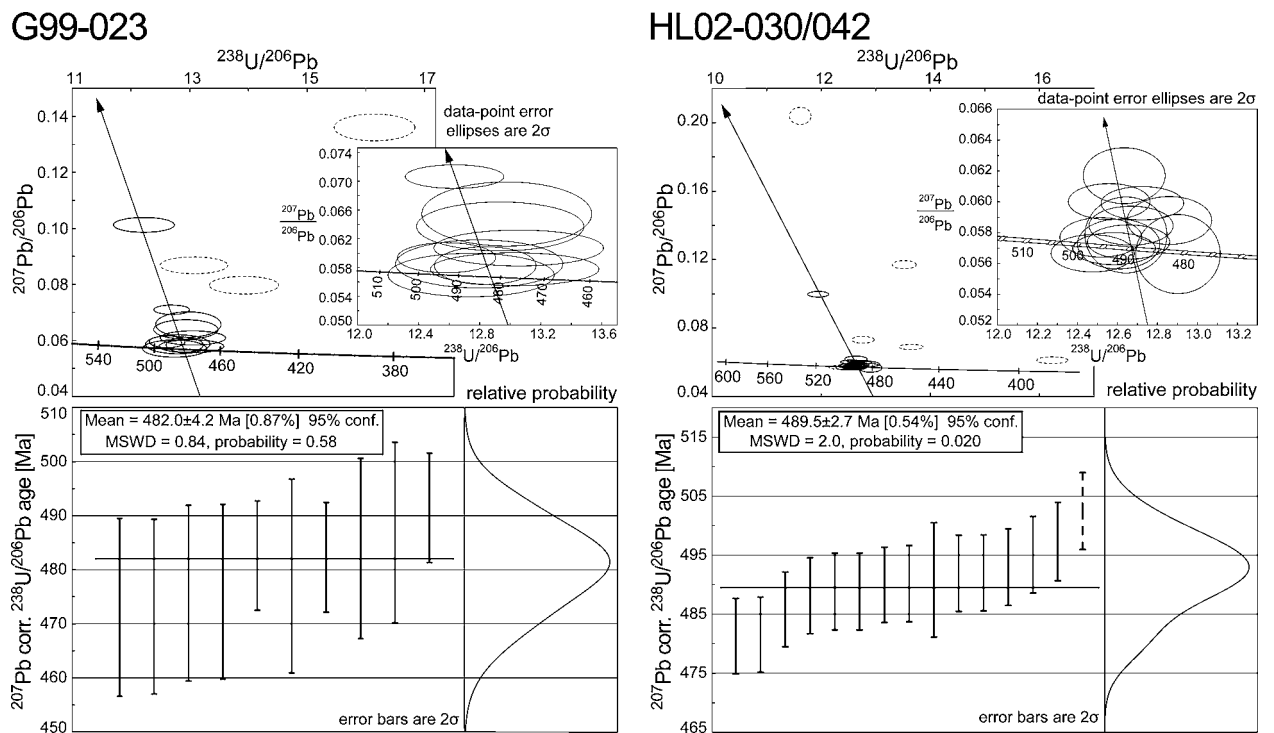 G99-023
238U/206Pb
11 13 15 17
0.14
0.12
0.10
0.08
0.06
0.04
207Pb/206Pb
data-point error
ellipses are 2σ
0.074
0.070
0.066
0.062
0.058
0.054
0.050
207Pb
206Pb
510 500 490 480 470 460
12.0 12.4 12.8 13.2 13.6
238U/206Pb
540 500 460 420 380
relative probability
510
500
490
480
470
460
450
207Pb corr. 238U/206Pb age [Ma]
Mean = 482.0±4.2 Ma [0.87%] 95% conf.
MSWD = 0.84, probability = 0.58
error bars are 2σ
HL02-030/042
238U/206Pb
10 12 14 16
0.20
0.16
0.12
0.08
0.04
207Pb/206Pb
data-point error ellipses are 2σ
0.066
0.064
0.062
0.060
0.058
0.056
0.054
0.052
207Pb
206Pb
510 500 490 480
12.0 12.2 12.4 12.6 12.8 13.0 13.2
238U/206Pb
600 560 520 480 440 400
relative probability
515
505
495
485
475
465
207Pb corr. 238U/206Pb age [Ma]
Mean = 489.5±2.7 Ma [0.54%] 95% conf.
MSWD = 2.0, probability = 0.020
error bars are 2σ